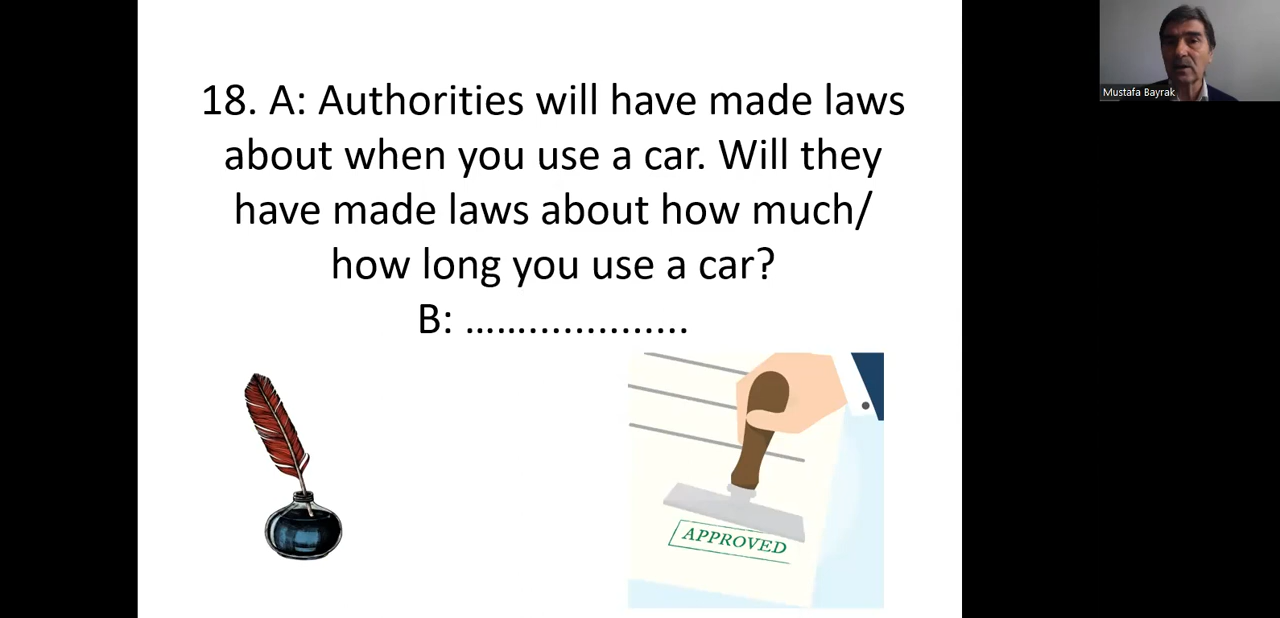 18. A: Authorities will have made laws
about when you use a car. Will they
have made laws about how much/
how long you use a car?
B: ......................
APPROVED
Mustafa Bayrak